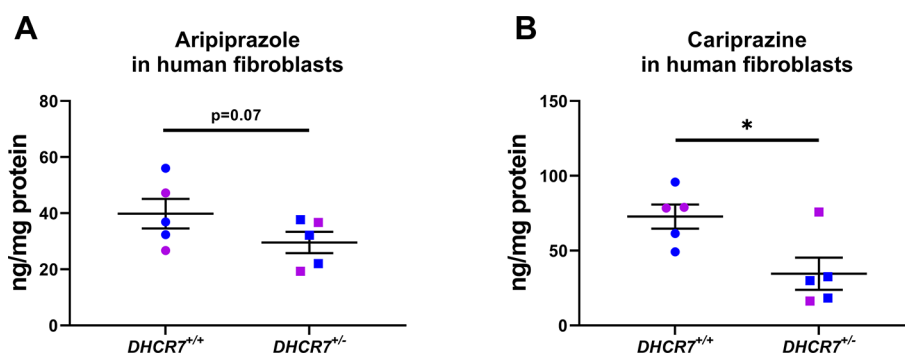 A
Aripiprazole
in human fibroblasts
ng/mg protein
80
60
40
20
0
p=0.07
DHCR7+/+
DHCR7+/-
B
Cariprazine
in human fibroblasts
ng/mg protein
150
100
50
0
*
DHCR7+/+
DHCR7+/-